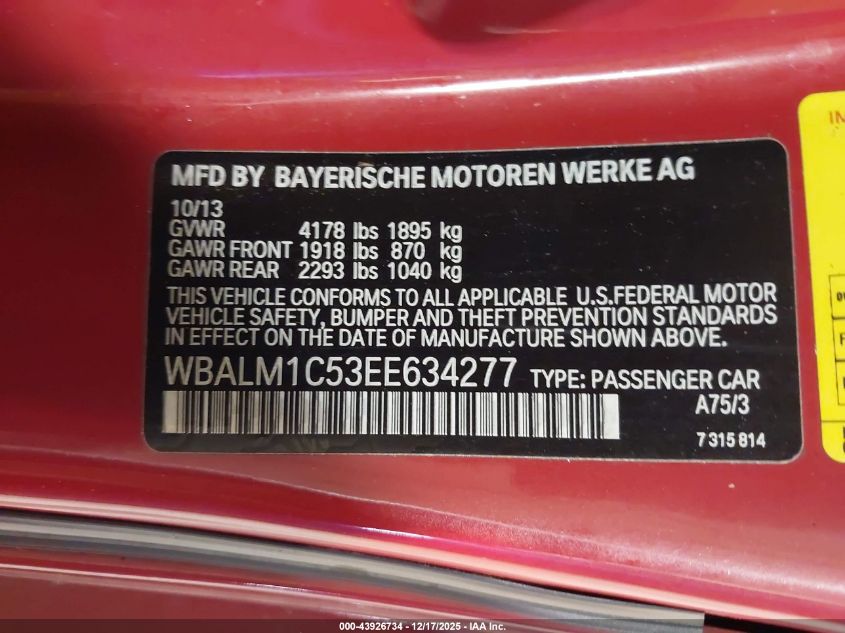 MFD BY BAYERISCHE MOTOREN WERKE AG
10/13
GVWR 4178 lbs 1895 kg
GAWR FRONT 1918 lbs 870 kg
GAWR REAR 2293 lbs 1040 kg
THIS VEHICLE CONFORMS TO ALL APPLICABLE U.S.FEDERAL MOTOR
VEHICLE SAFETY, BUMPER AND THEFT PREVENTION STANDARDS
IN EFFECT ON THE DATE OF MANUFACTURE SHOWN ABOVE.
WBALM1C53EE634277 TYPE: PASSENGER CAR
A75/3
7 315 814
000-43926734 - 12/17/2025 - IAA Inc.